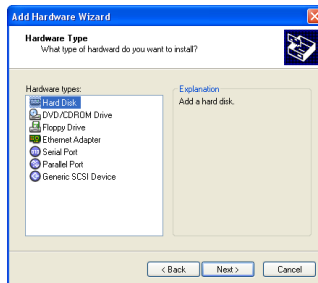 Add Hardware Wizard
Hardware Type
What type of hardward do you want to install?
Hardware types:
Hard Disk
DVD/CDROM Drive
Floppy Drive
Ethernet Adapter
Serial Port
Parallel Port
Generic SCSI Device
Explanation
Add a hard disk.
< Back
Next >
Cancel